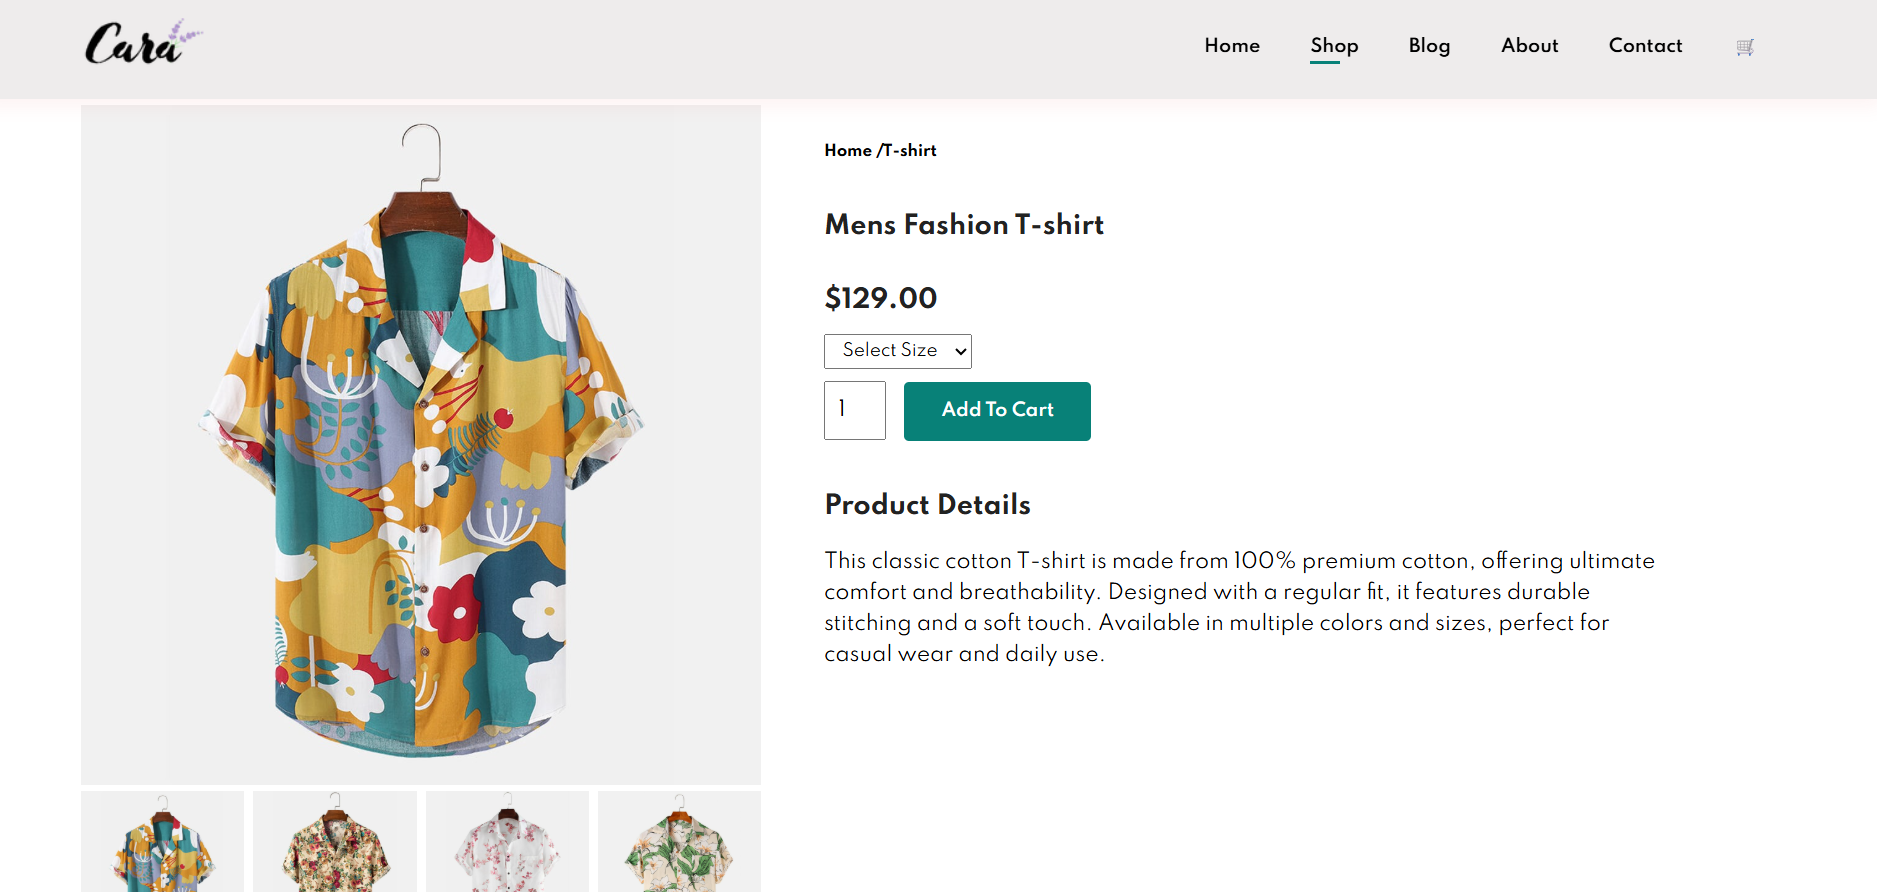 Cara
Home Shop Blog About Contact
Home /T-shirt
Mens Fashion T-shirt
$129.00
Select Size
1
Add To Cart
Product Details
This classic cotton T-shirt is made from 100% premium cotton, offering ultimate
comfort and breathability. Designed with a regular fit, it features durable
stitching and a soft touch. Available in multiple colors and sizes, perfect for
casual wear and daily use.